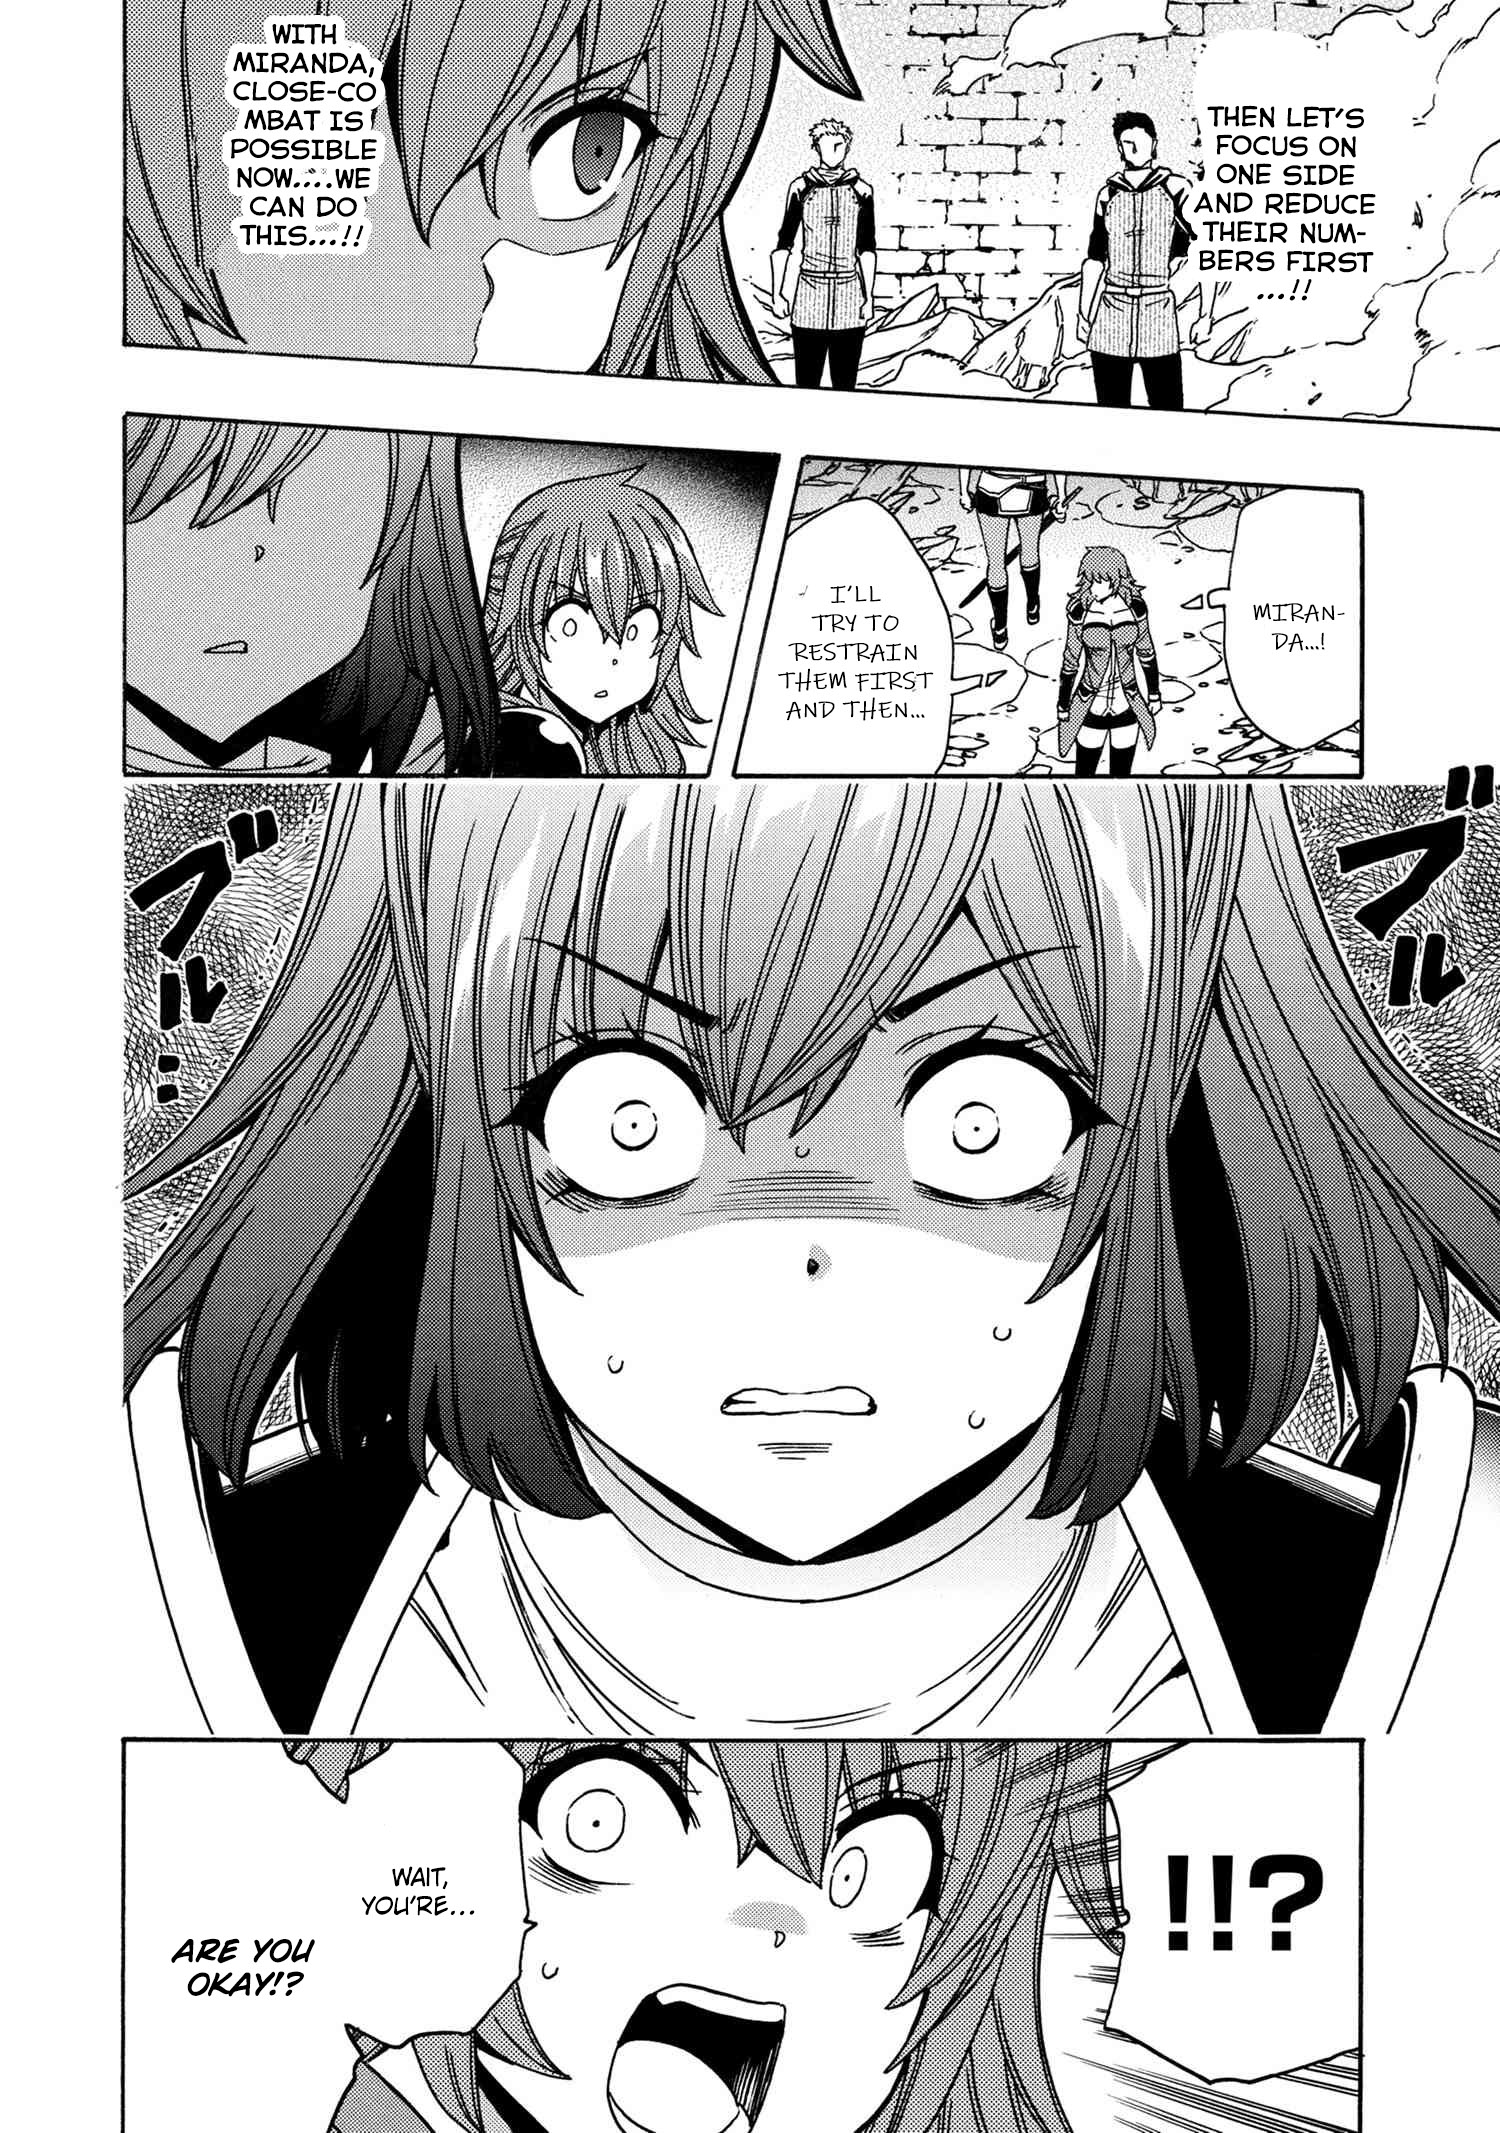 THEN LET'S
FOCUS ON
ONE SIDE
AND REDUCE
THEIR NUM-
BERS FIRST
...!!
WITH
MIRANDA,
CLOSE-CO
MBAT IS
POSSIBLE
NOW....WE
CAN DO
THIS...!!
MIRAN-
DA...!
I'LL
TRY TO
RESTRAIN
THEM FIRST
AND THEN...
ブル
ブル…
!!?
WAIT,
YOU'RE...
ARE YOU
OKAY!?